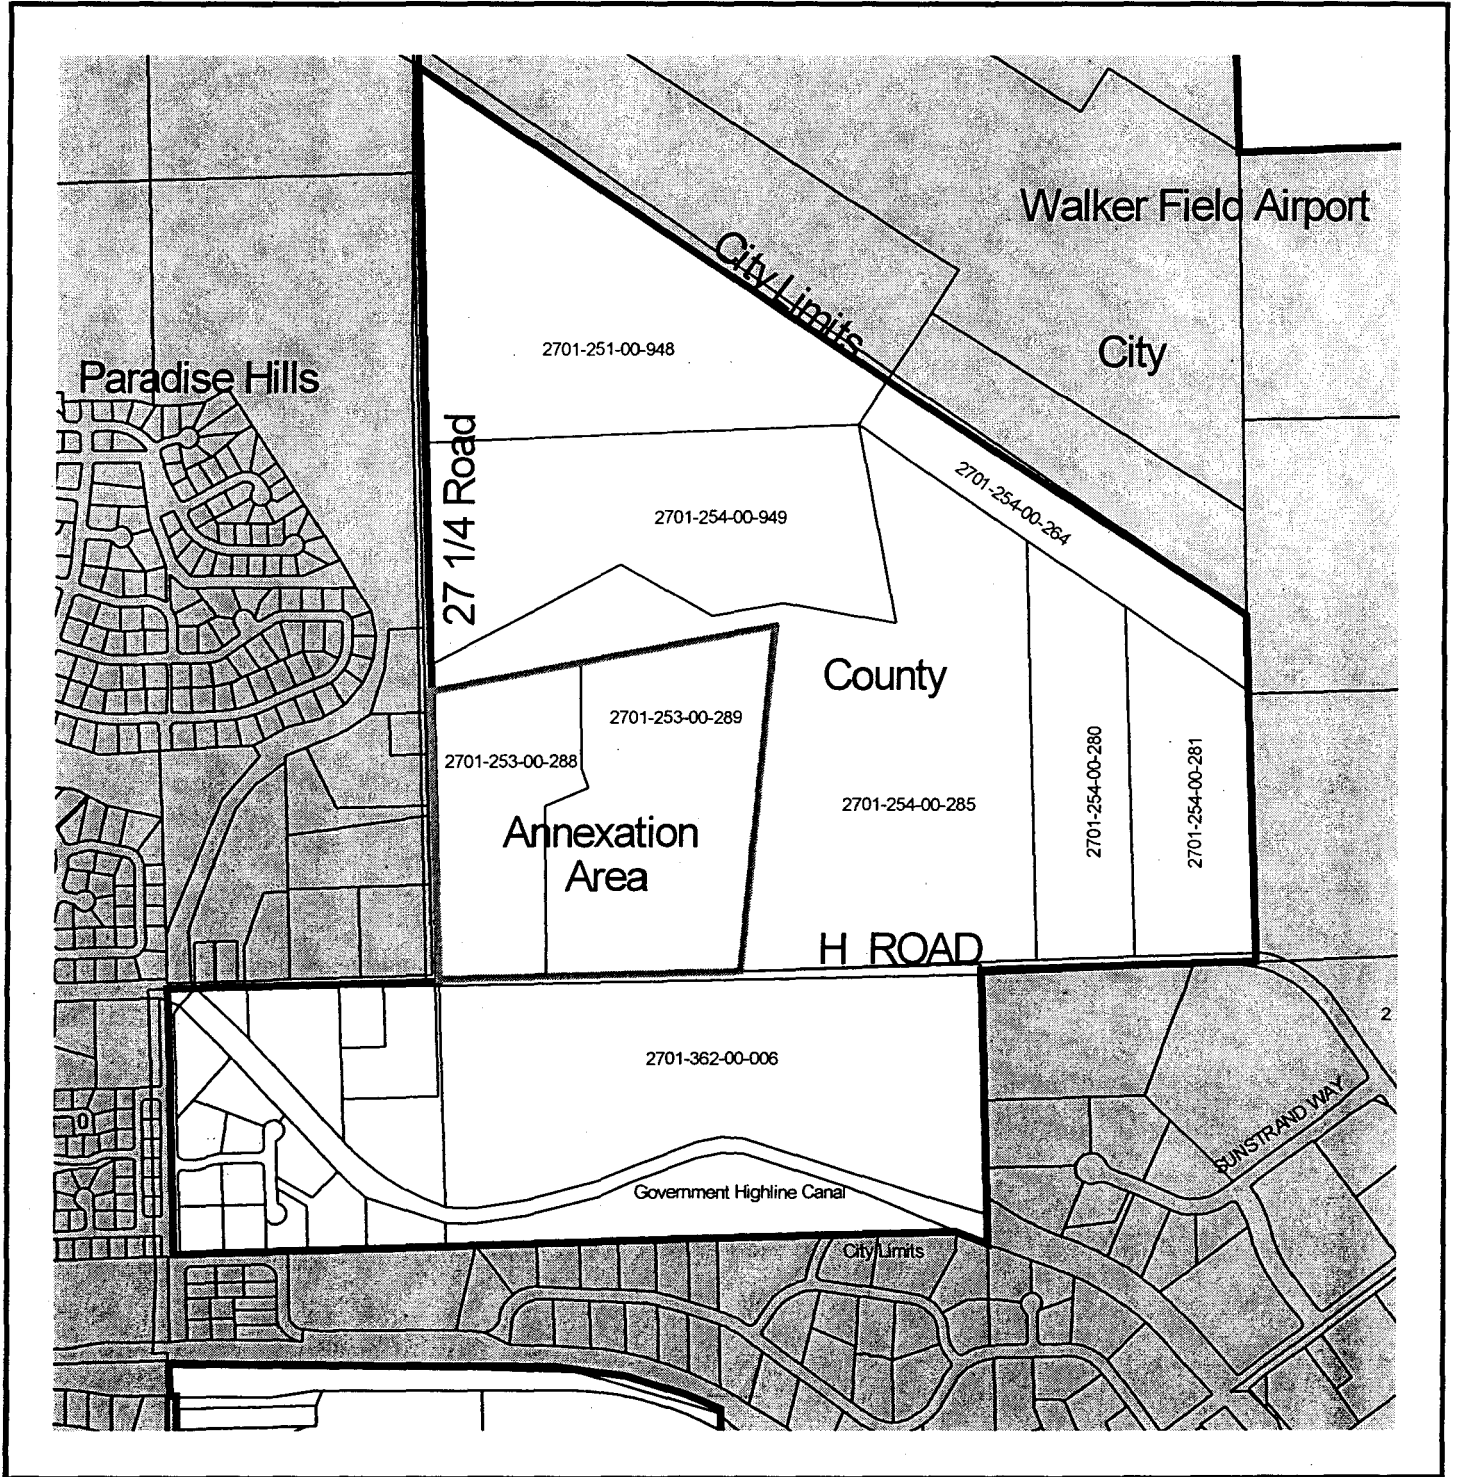 Walker Field Airport
City Limits
City
2701-251-00-948
Paradise Hills
27 1/4 Road
2701-254-00-264
2701-254-00-949
County
2701-253-00-289
2701-253-00-288
2701-254-00-280
2701-254-00-281
2701-254-00-285
Annexation
Area
H ROAD
2
2701-362-00-006
SUNSTRAND WAY
Government Highline Canal
City Limits